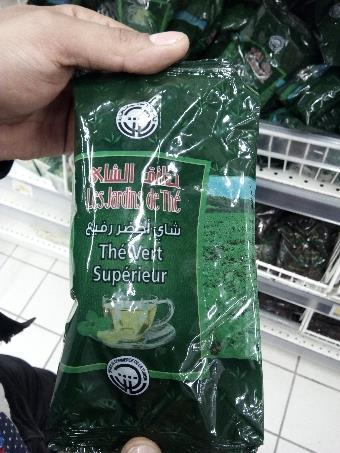 حدائق الشاي
Les Jardins de Thé
شاي أخضر رفيع
Thé Vert
Supérieur